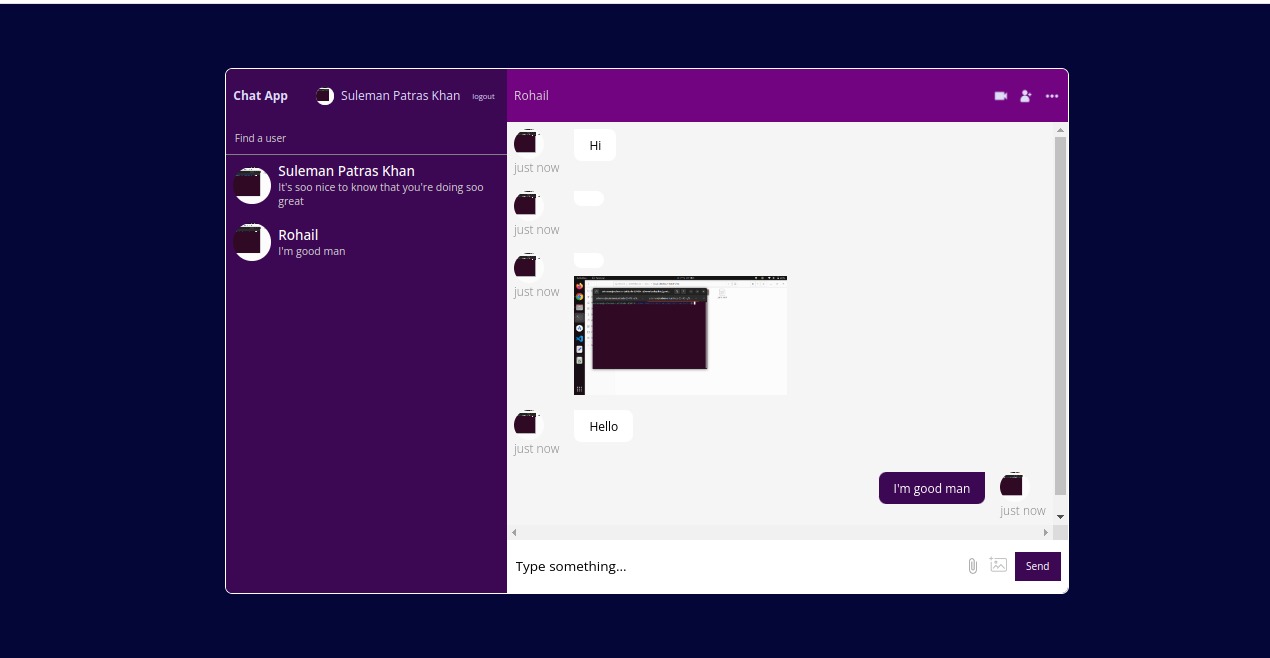 Chat App
Suleman Patras Khan
logout
Find a user
Suleman Patras Khan
It's soo nice to know that you're doing soo
great
Rohail
I'm good man
Rohail
Hi
just now
just now
just now
Hello
just now
I'm good man
just now
Type something...
Send